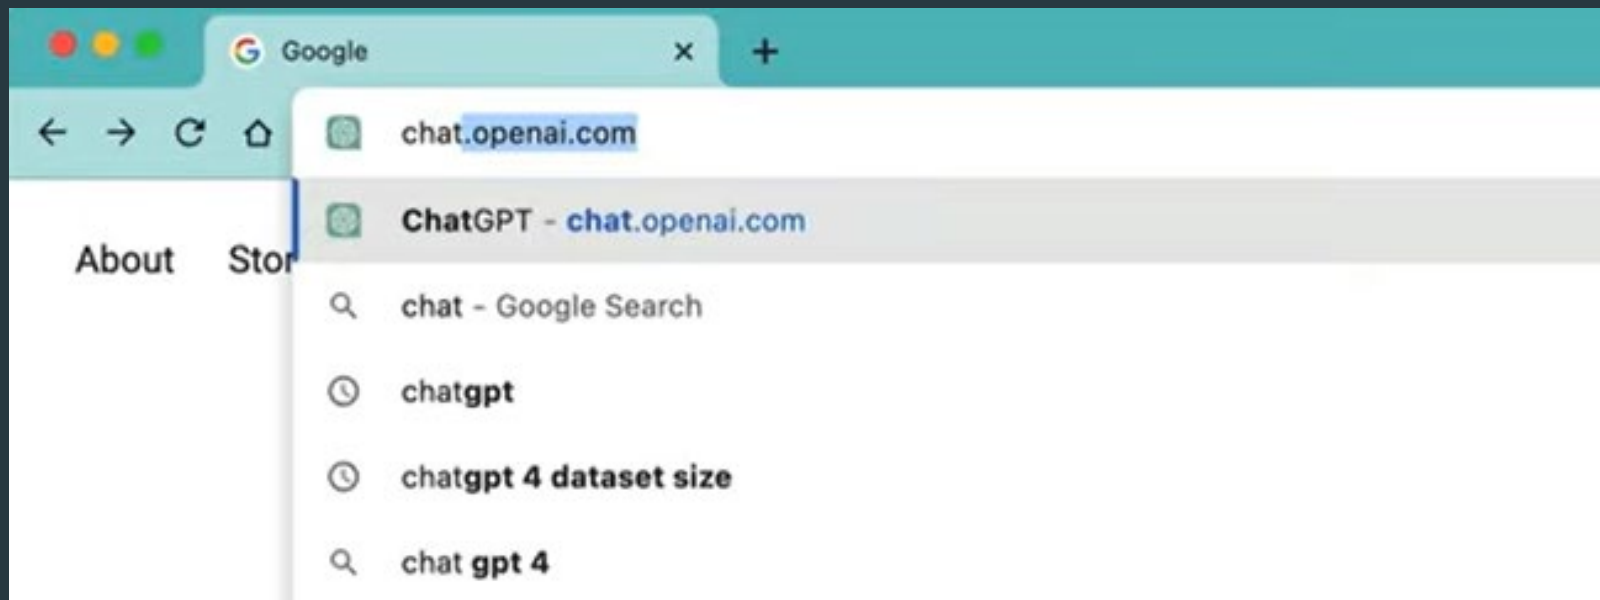 Google
chat.openai.com
ChatGPT - chat.openai.com
About Stor
chat - Google Search
chatgpt
chatgpt 4 dataset size
chat gpt 4